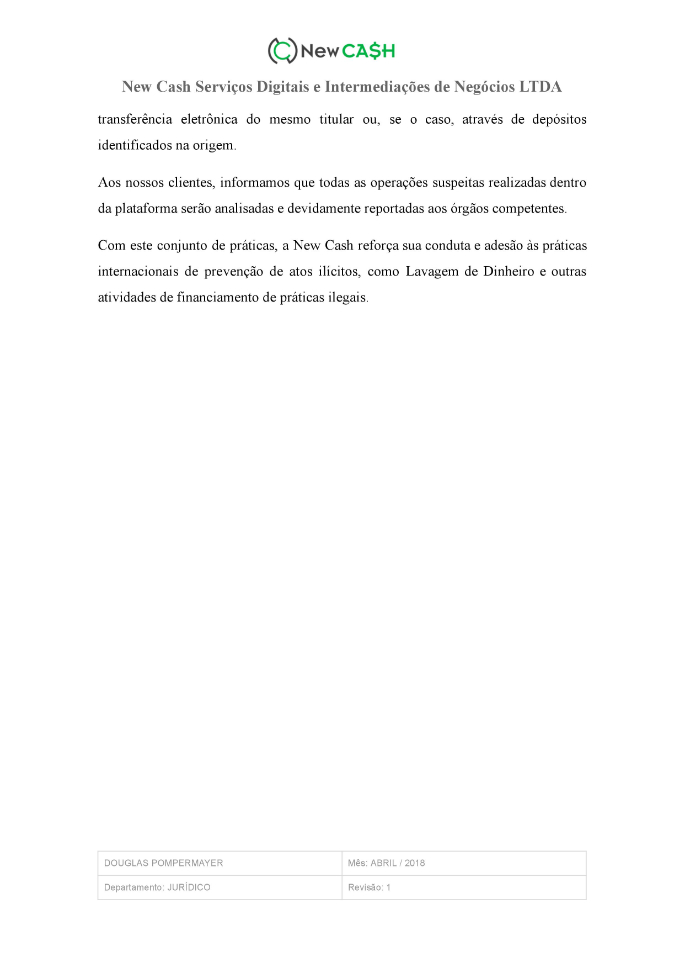 New CA$H
New Cash Serviços Digitais e Intermediações de Negócios LTDA
transferência eletrônica do mesmo titular ou, se o caso, através de depósitos
identificados na origem.
Aos nossos clientes, informamos que todas as operações suspeitas realizadas dentro
da plataforma serão analisadas e devidamente reportadas aos órgãos competentes.
Com este conjunto de práticas, a New Cash reforça sua conduta e adesão às práticas
internacionais de prevenção de atos ilícitos, como Lavagem de Dinheiro e outras
atividades de financiamento de práticas ilegais.
DOUGLAS POMPERMAYER
Mês: ABRIL / 2018
Departamento: JURÍDICO
Revisão: 1